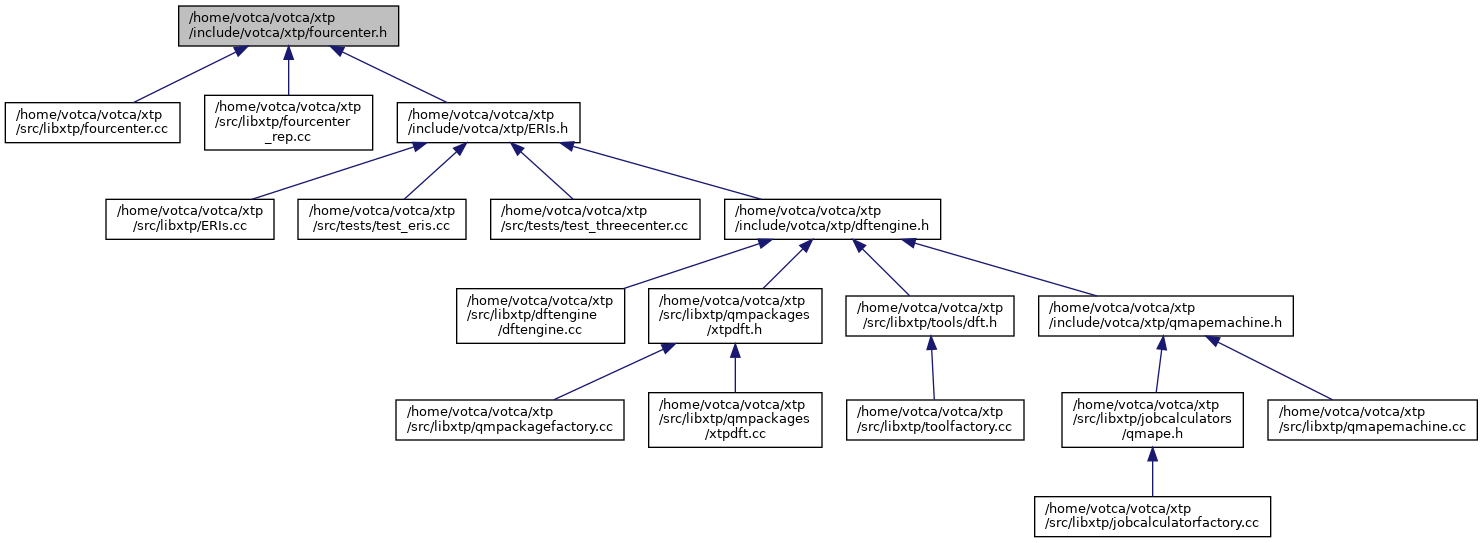 /home/votca/votca/xtp
/include/votca/xtp/fourcenter.h
/home/votca/votca/xtp
/src/libxtp/fourcenter.cc
/home/votca/votca/xtp
/src/libxtp/fourcenter
_rep.cc
/home/votca/votca/xtp
/include/votca/xtp/ERIs.h
/home/votca/votca/xtp
/src/libxtp/ERIs.cc
/home/votca/votca/xtp
/src/tests/test_eris.cc
/home/votca/votca/xtp
/src/tests/test_threecenter.cc
/home/votca/votca/xtp
/include/votca/xtp/dftengine.h
/home/votca/votca/xtp
/src/libxtp/dftengine
/dftengine.cc
/home/votca/votca/xtp
/src/libxtp/qmpackages
/xtpdft.h
/home/votca/votca/xtp
/src/libxtp/tools/dft.h
/home/votca/votca/xtp
/include/votca/xtp/qmapemachine.h
/home/votca/votca/xtp
/src/libxtp/qmpackagefactory.cc
/home/votca/votca/xtp
/src/libxtp/qmpackages
/xtpdft.cc
/home/votca/votca/xtp
/src/libxtp/toolfactory.cc
/home/votca/votca/xtp
/src/libxtp/jobcalculators
/qmape.h
/home/votca/votca/xtp
/src/libxtp/qmapemachine.cc
/home/votca/votca/xtp
/src/libxtp/jobcalculatorfactory.cc